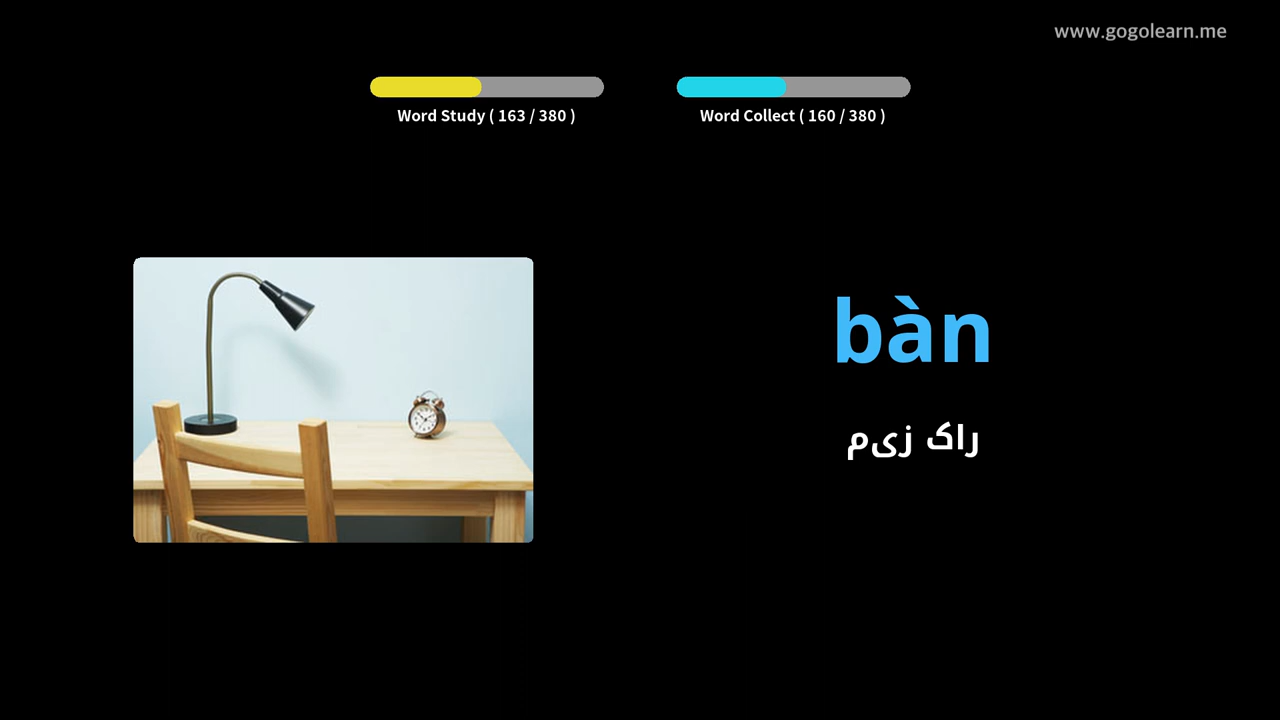 www.gogolearn.me
Word Study ( 163 / 380 )
Word Collect ( 160 / 380 )
bàn
راک زیم